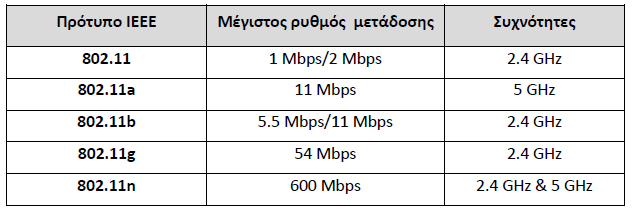 Πρότυπο IEEE Μέγιστος ρυθμός μετάδοσης Συχνότητες
802.11 1 Mbps/2 Mbps 2.4 GHz
802.11a 11 Mbps 5 GHz
802.11b 5.5 Mbps/11 Mbps 2.4 GHz
802.11g 54 Mbps 2.4 GHz
802.11n 600 Mbps 2.4 GHz & 5 GHz